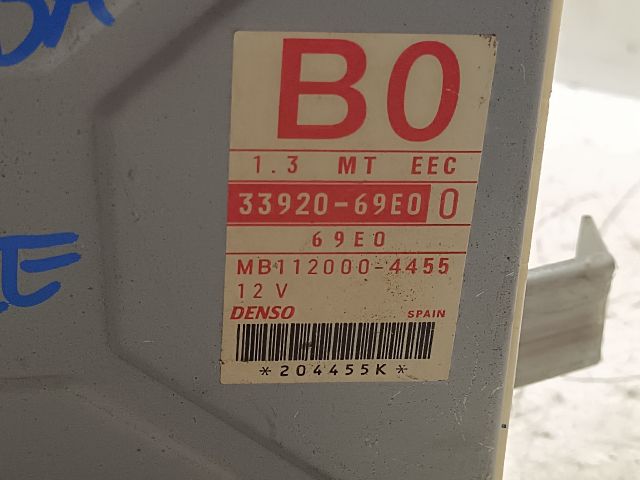 B0
1.3 MT EEC
33920-69E0 0
69E0
MB112000-4455
12 V
DENSO SPAIN
*204455K*